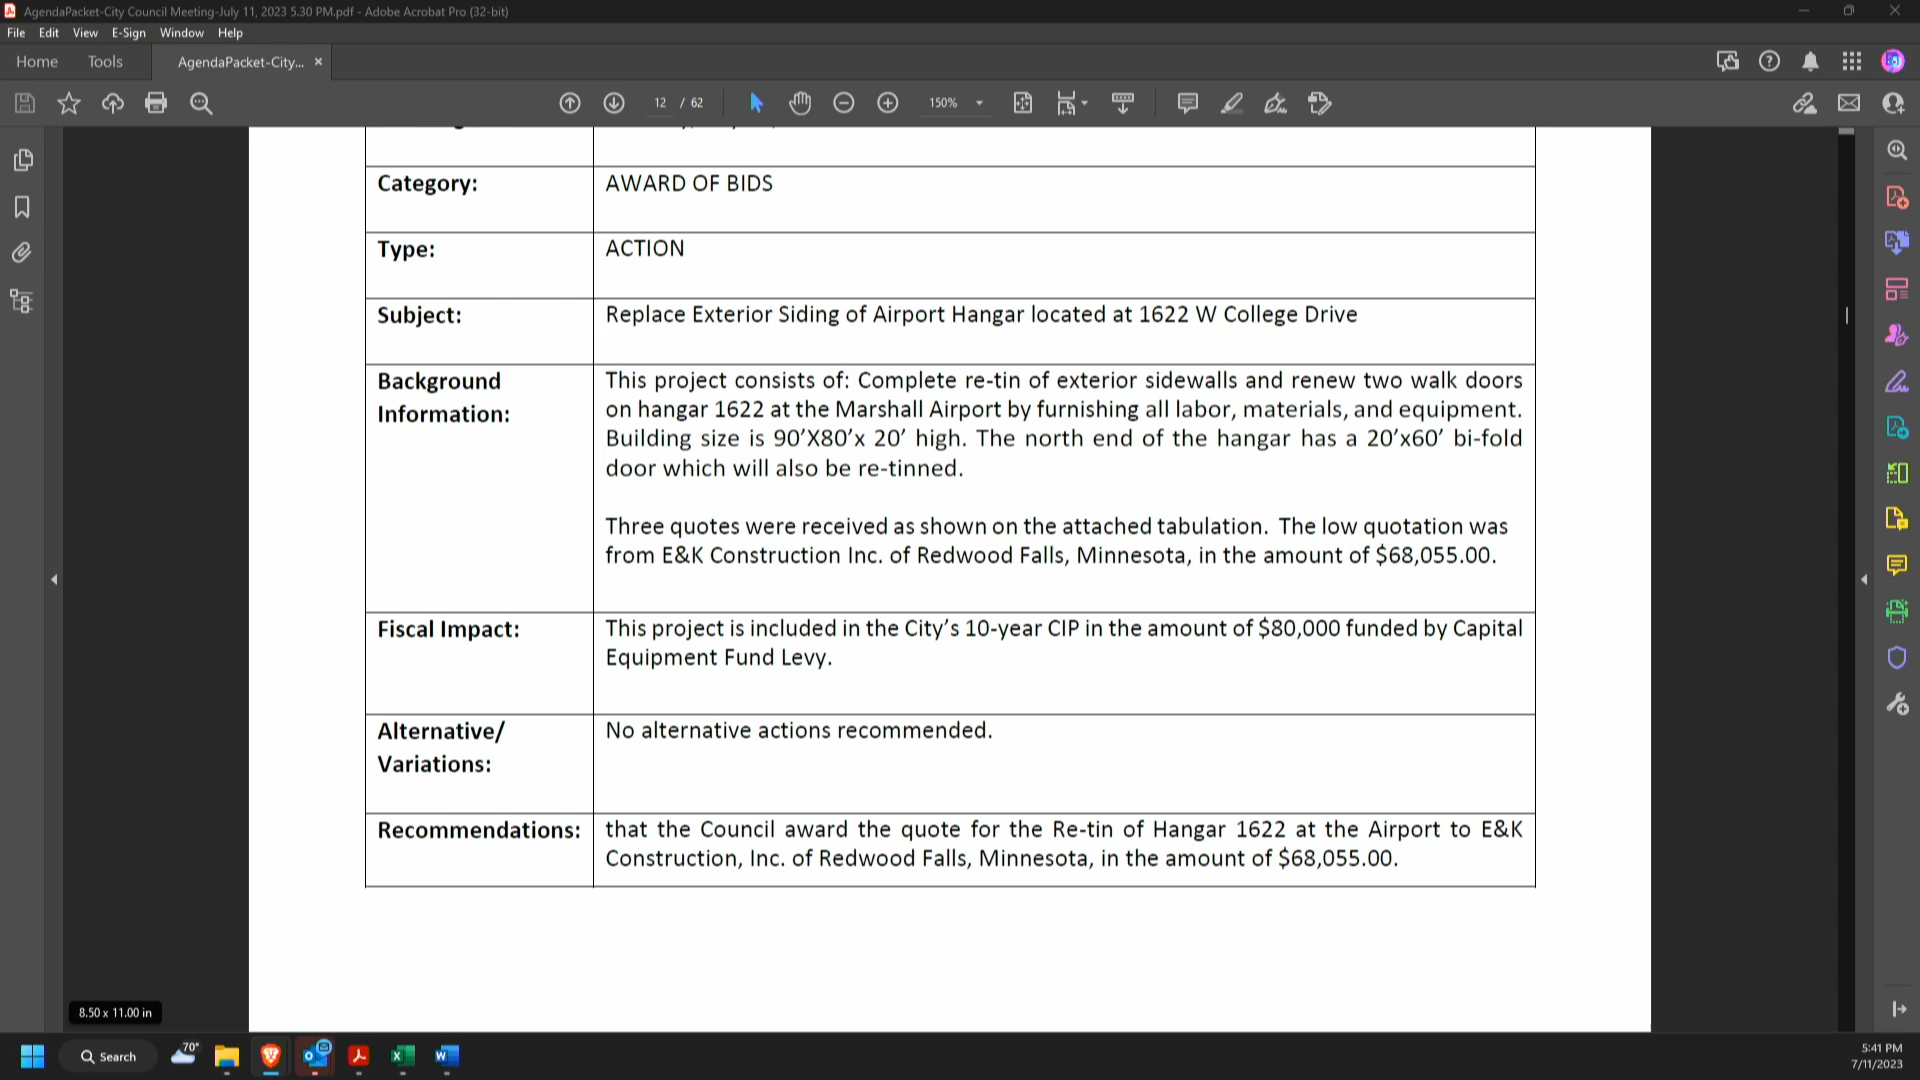 AgendaPacket-City Council Meeting-July 11, 2023 5.30 PM.pdf - Adobe Acrobat Pro (32-bit)
File Edit View E-Sign Window Help
Home Tools AgendaPacket-City... ×
12 / 62 150%
Category: AWARD OF BIDS
Type: ACTION
Subject: Replace Exterior Siding of Airport Hangar located at 1622 W College Drive
Background Information:
This project consists of: Complete re-tin of exterior sidewalls and renew two walk doors
on hangar 1622 at the Marshall Airport by furnishing all labor, materials, and equipment.
Building size is 90’X80’x 20’ high. The north end of the hangar has a 20’x60’ bi-fold
door which will also be re-tinned.
Three quotes were received as shown on the attached tabulation. The low quotation was
from E&K Construction Inc. of Redwood Falls, Minnesota, in the amount of $68,055.00.
Fiscal Impact: This project is included in the City’s 10-year CIP in the amount of $80,000 funded by Capital
Equipment Fund Levy.
Alternative/ No alternative actions recommended.
Variations:
Recommendations: that the Council award the quote for the Re-tin of Hangar 1622 at the Airport to E&K
Construction, Inc. of Redwood Falls, Minnesota, in the amount of $68,055.00.
8.50 x 11.00 in
Search 70° 5:41 PM
7/11/2023